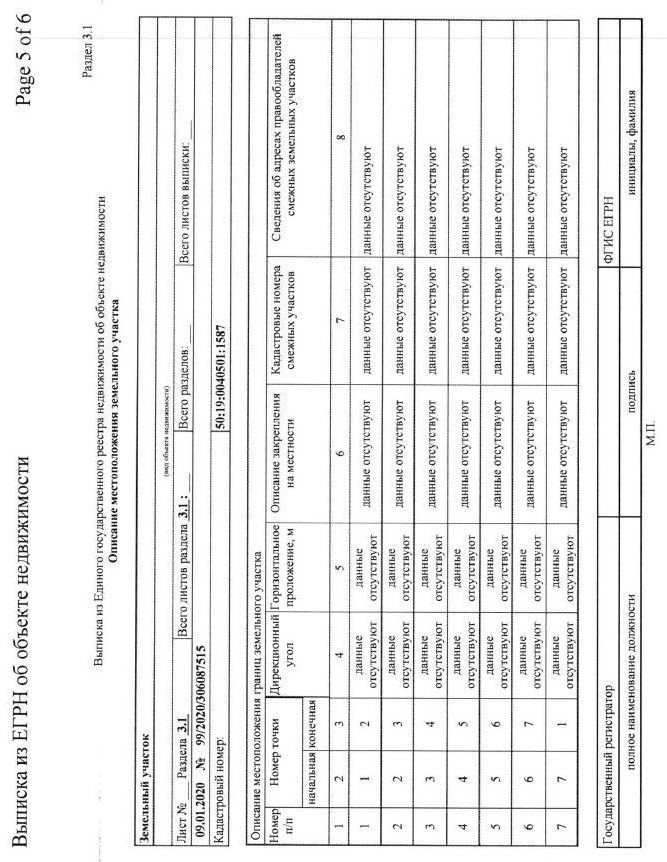 Выписка из ЕГРН об объекте недвижимости Page 5 of 6
Раздел 3.1
Выписка из Единого государственного реестра недвижимости об объекте недвижимости
Описание местоположения земельного участка
Земельный участок
(вид объекта недвижимости)
Лист № ___ Раздела 3.1 Всего листов раздела 3.1 : ___ Всего разделов: ___ Всего листов выписки: ___
09.01.2020 № 99/2020/306087515
Кадастровый номер: 50:19:0040501:1587
Описание местоположения границ земельного участка
Номер п/п Номер точки Дирекционный угол Горизонтальное проложение, м Описание закрепления на местности Кадастровые номера смежных участков Сведения об адресах правообладателей смежных земельных участков
начальная конечная
1 2 3 4 5 6 7 8
1 1 2 данные отсутствуют данные отсутствуют данные отсутствуют данные отсутствуют данные отсутствуют
2 2 3 данные отсутствуют данные отсутствуют данные отсутствуют данные отсутствуют данные отсутствуют
3 3 4 данные отсутствуют данные отсутствуют данные отсутствуют данные отсутствуют данные отсутствуют
4 4 5 данные отсутствуют данные отсутствуют данные отсутствуют данные отсутствуют данные отсутствуют
5 5 6 данные отсутствуют данные отсутствуют данные отсутствуют данные отсутствуют данные отсутствуют
6 6 7 данные отсутствуют данные отсутствуют данные отсутствуют данные отсутствуют данные отсутствуют
7 7 1 данные отсутствуют данные отсутствуют данные отсутствуют данные отсутствуют данные отсутствуют
Государственный регистратор ФГИС ЕГРН
полное наименование должности подпись инициалы, фамилия
М.П.